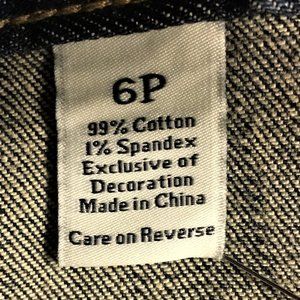 6P
99% Cotton
1% Spandex
Exclusive of
Decoration
Made in China
Care on Reverse